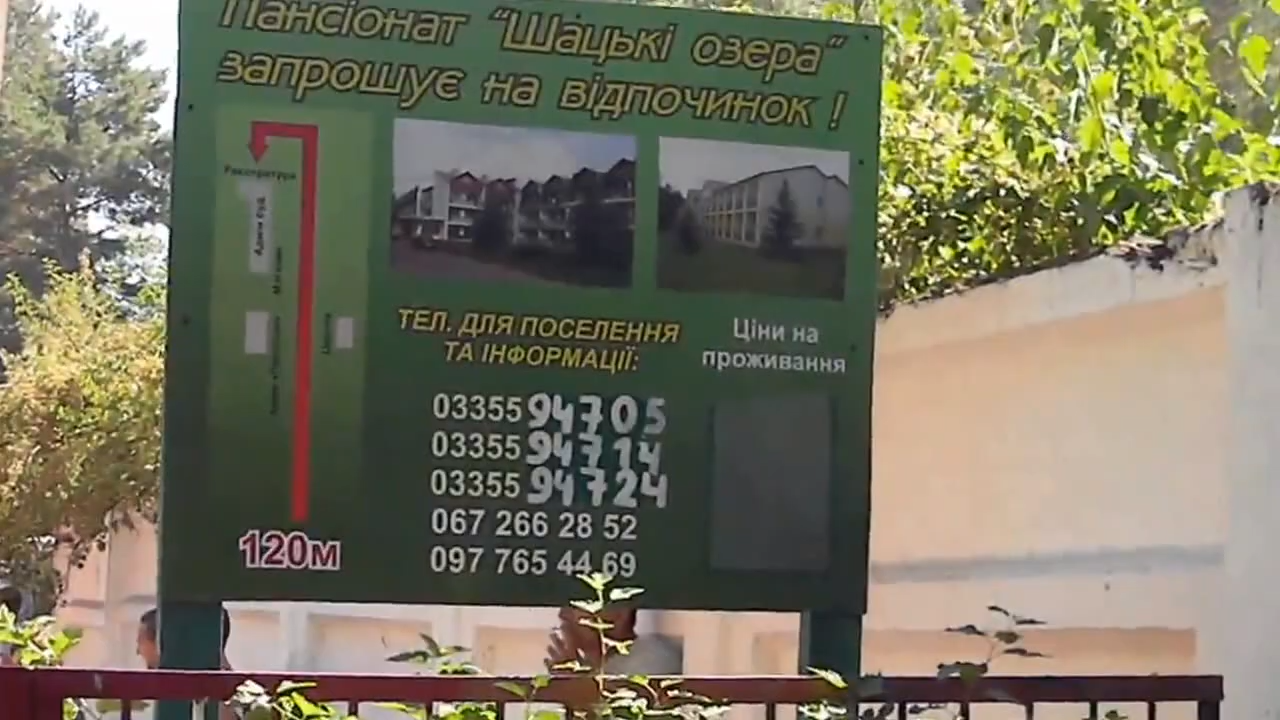 Пансіонат "Шацькі озера"
запрошує на відпочинок !
ТЕЛ. ДЛЯ ПОСЕЛЕННЯ
ТА ІНФОРМАЦІЇ:
03355 94705
03355 94714
03355 94724
067 266 28 52
097 765 44 69
Ціни на
проживання
120м